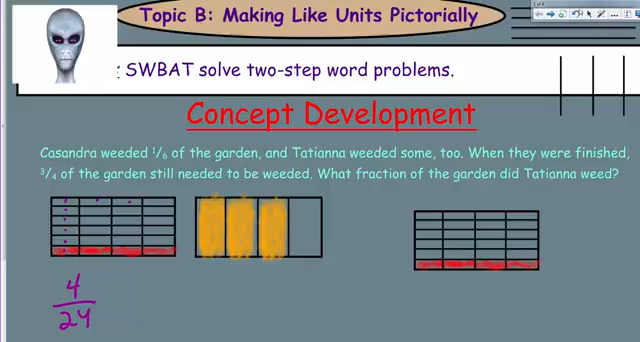 Topic B: Making Like Units Pictorially
SWBAT solve two-step word problems.
Concept Development
Casandra weeded 1/6 of the garden, and Tatianna weeded some, too. When they were finished,
3/4 of the garden still needed to be weeded. What fraction of the garden did Tatianna weed?
4
24